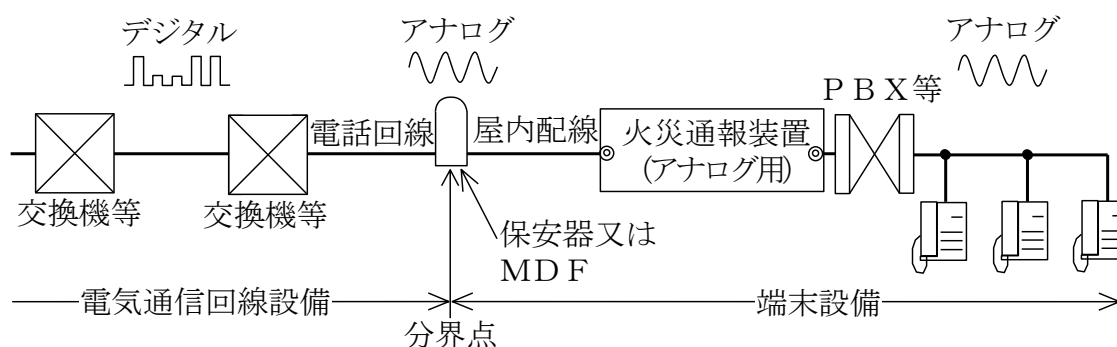 デジタル
アナログ
アナログ
PBX等
電話回線
屋内配線
火災通報装置
(アナログ用)
交換機等
交換機等
保安器又は
MDF
電気通信回線設備
端末設備
分界点